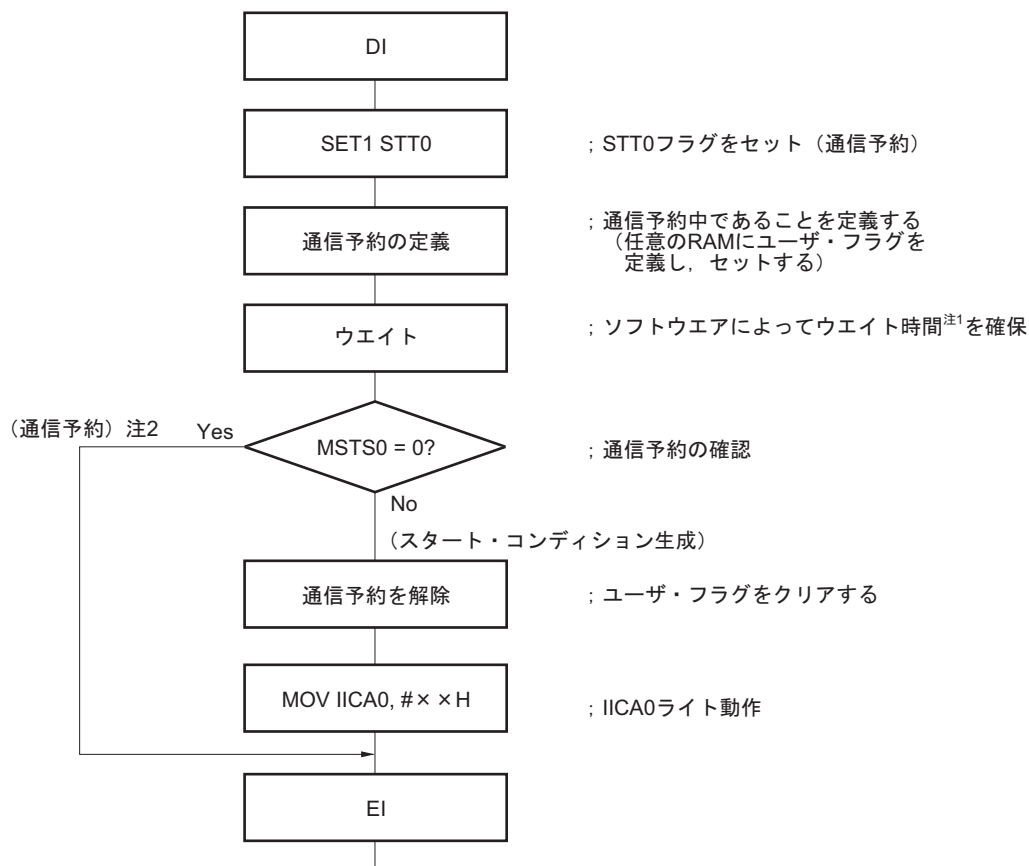 DI
SET1 STT0
；STT0フラグをセット（通信予約）
通信予約の定義
；通信予約中であることを定義する
（任意のRAMにユーザ・フラグを
定義し，セットする）
ウエイト
；ソフトウエアによってウエイト時間注1を確保
（通信予約）注2
Yes
MSTS0 = 0?
；通信予約の確認
No
（スタート・コンディション生成）
通信予約を解除
；ユーザ・フラグをクリアする
MOV IICA0, #××H
；IICA0ライト動作
EI